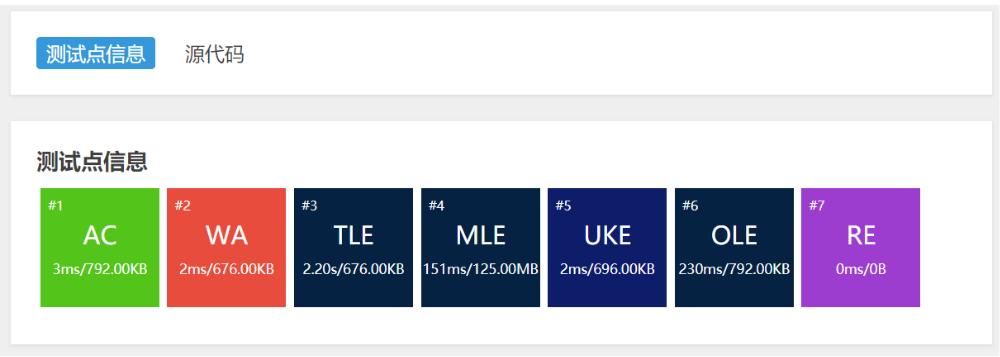 测试点信息 源代码
测试点信息
#1 #2 #3 #4 #5 #6 #7
AC WA TLE MLE UKE OLE RE
3ms/792.00KB 2ms/676.00KB 2.20s/676.00KB 151ms/125.00MB 2ms/696.00KB 230ms/792.00KB 0ms/0B